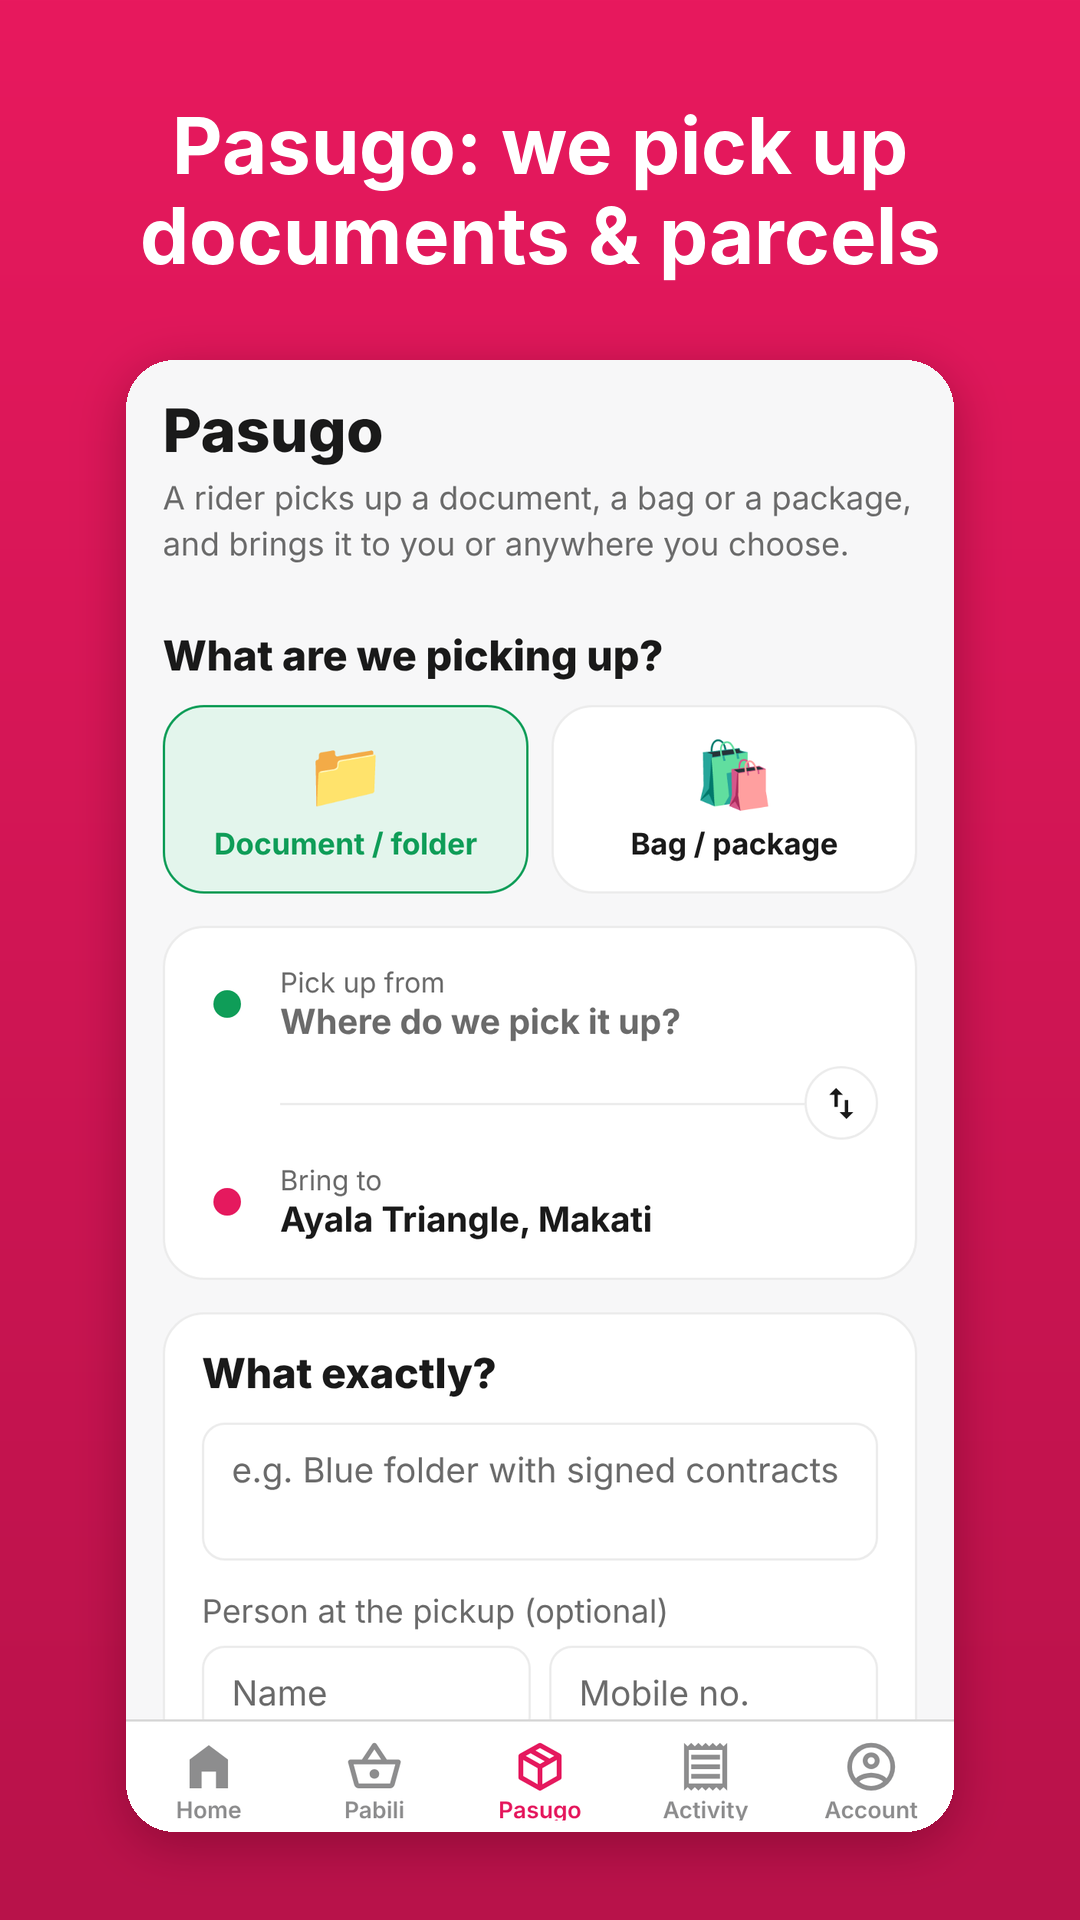 Pasugo: we pick up
documents & parcels
Pasugo
A rider picks up a document, a bag or a package,
and brings it to you or anywhere you choose.
What are we picking up?
Document / folder
Bag / package
Pick up from
Where do we pick it up?
Bring to
Ayala Triangle, Makati
What exactly?
e.g. Blue folder with signed contracts
Person at the pickup (optional)
Name
Mobile no.
Home
Pabili
Pasugo
Activity
Account